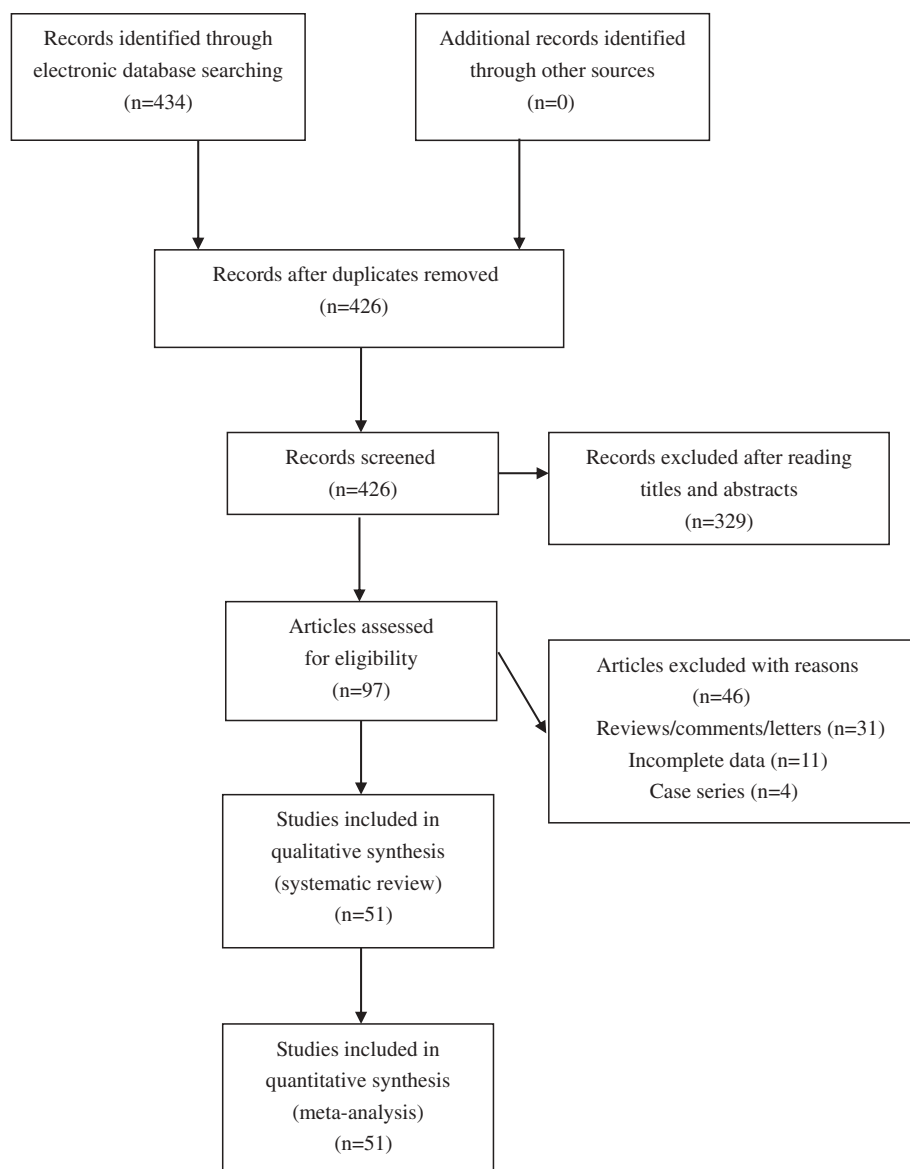 Records identified through
electronic database searching
(n=434)
Additional records identified
through other sources
(n=0)
Records after duplicates removed
(n=426)
Records screened
(n=426)
Records excluded after reading
titles and abstracts
(n=329)
Articles assessed
for eligibility
(n=97)
Articles excluded with reasons
(n=46)
Reviews/comments/letters (n=31)
Incomplete data (n=11)
Case series (n=4)
Studies included in
qualitative synthesis
(systematic review)
(n=51)
Studies included in
quantitative synthesis
(meta-analysis)
(n=51)